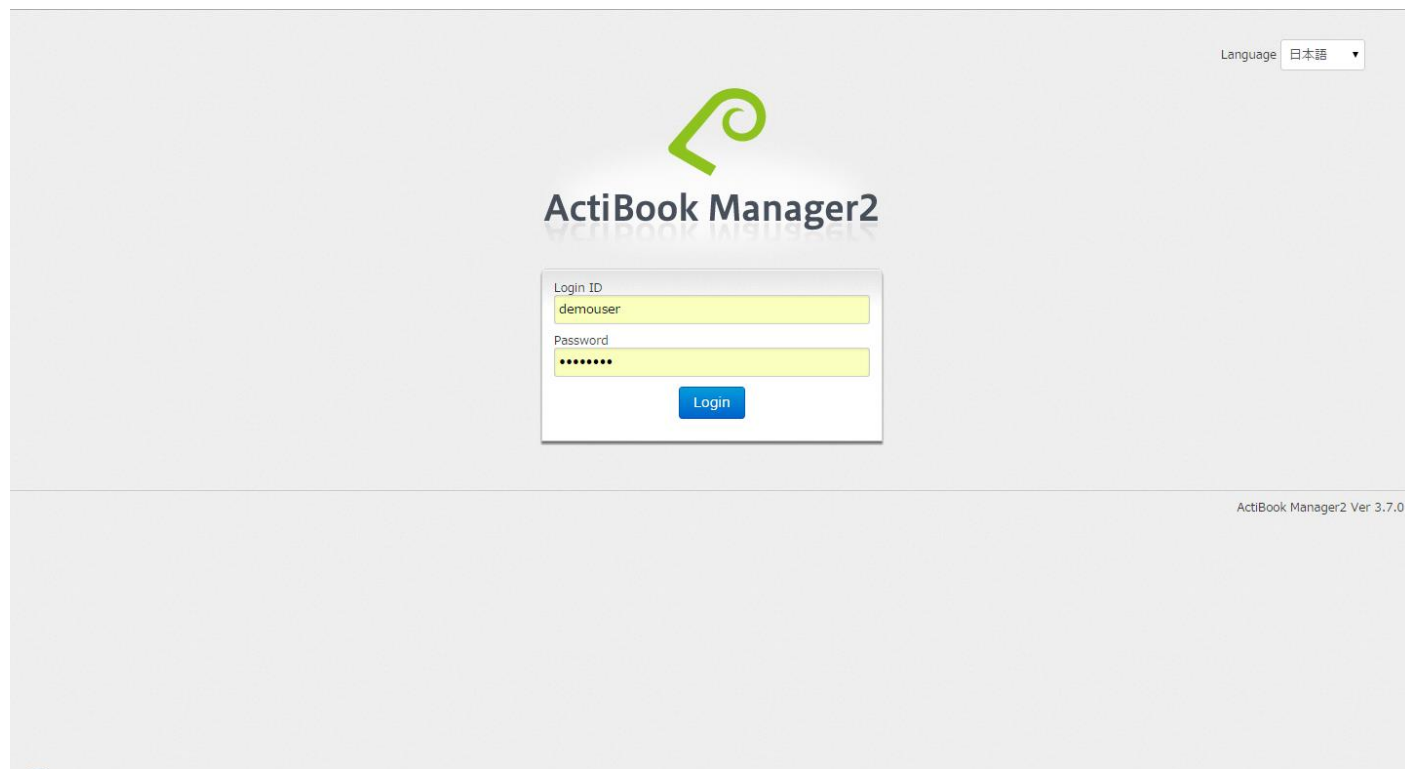 Language 日本語
ActiBook Manager2
Login ID
demouser
Password
••••••••
Login
ActiBook Manager2 Ver 3.7.0